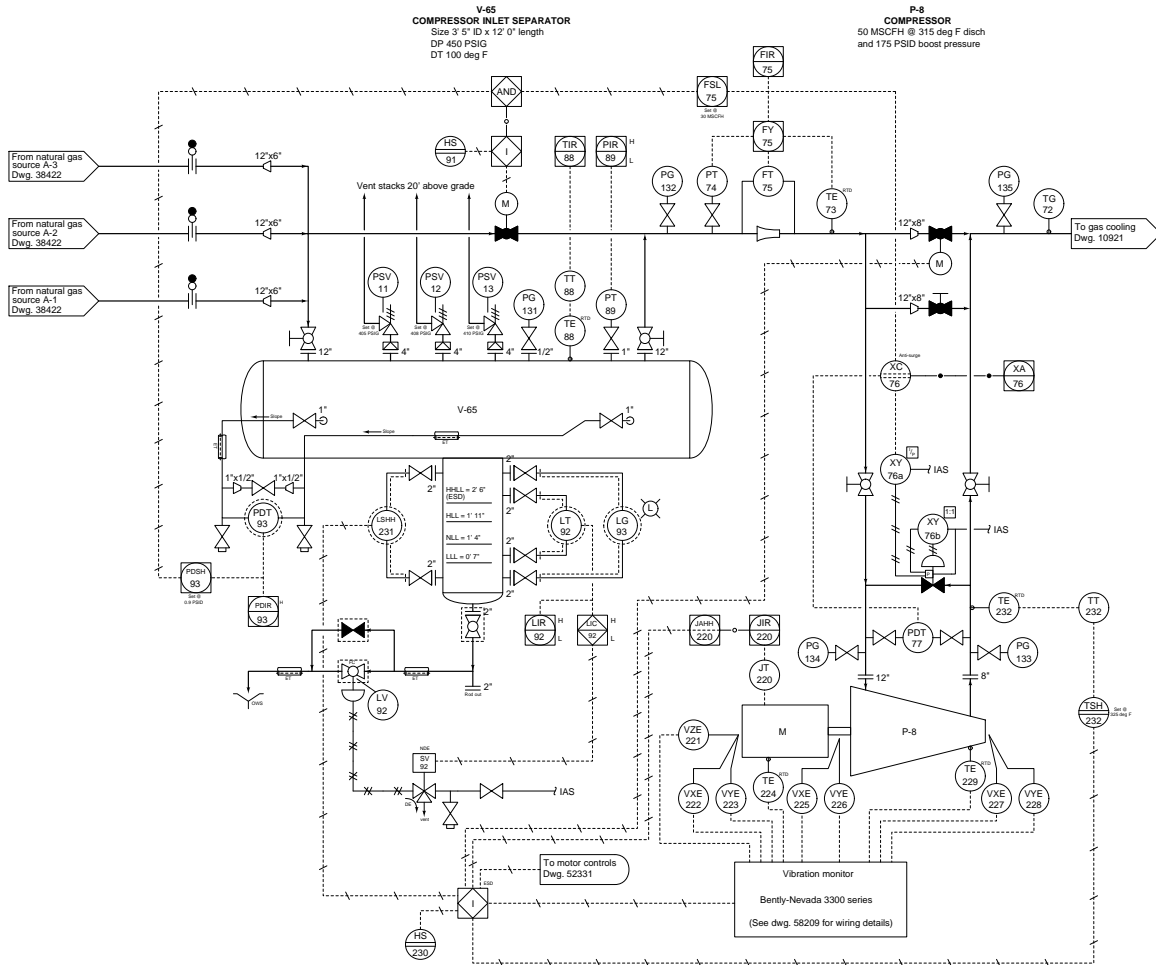 V-65
COMPRESSOR INLET SEPARATOR
Size 3' 5" ID x 12' 0" length
DP 450 PSIG
DT 100 deg F
P-8
COMPRESSOR
50 MSCFH @ 315 deg F disch
and 175 PSID boost pressure
FIR
75
AND
FSL
75
Set @
30 MSCFH
FY
75
HS
91
I
TIR
88
PIR
89
H
L
From natural gas
source A-3
Dwg. 38422
12"x6"
Vent stacks 20' above grade
M
PG
132
PT
74
FT
75
TE
73
RTD
PG
135
TG
72
From natural gas
source A-2
Dwg. 38422
12"x6"
12"x8"
To gas cooling
Dwg. 10921
M
From natural gas
source A-1
Dwg. 38422
12"x6"
PSV
11
PSV
12
PSV
13
TT
88
PG
131
PT
89
12"x8"
Set @
405 PSIG
Set @
408 PSIG
Set @
410 PSIG
TE
88
RTD
12"
4"
4"
4"
1/2"
1"
12"
Anti-surge
XC
76
XA
76
V-65
1"
Slope
Slope
1"
ET
ET
XY
76a
I/P
IAS
1"x1/2"
1"x1/2"
PDT
93
2"
2"
2"
2"
2"
2"
HHLL = 2' 6"
(ESD)
HLL = 1' 11"
NLL = 1' 4"
LLL = 0' 7"
LSHH
231
LT
92
LG
93
L
XY
76b
1:1
IAS
P
PDSH
93
Set @
0.9 PSID
PDIR
93
H
2"
LIR
92
H
L
LIC
92
H
L
JAHH
220
JIR
220
JT
220
TE
232
RTD
TT
232
PDT
77
PG
134
PG
133
ET
ET
OWS
LV
92
2"
Rod out
12"
8"
TSH
232
Set @
325 deg F
M
P-8
VZE
221
NDE
SV
92
DE
vent
IAS
VXE
222
VYE
223
TE
224
RTD
VXE
225
VYE
226
TE
229
RTD
VXE
227
VYE
228
To motor controls
Dwg. 52331
ESD
I
HS
230
Vibration monitor
Bently-Nevada 3300 series
(See dwg. 58209 for wiring details)